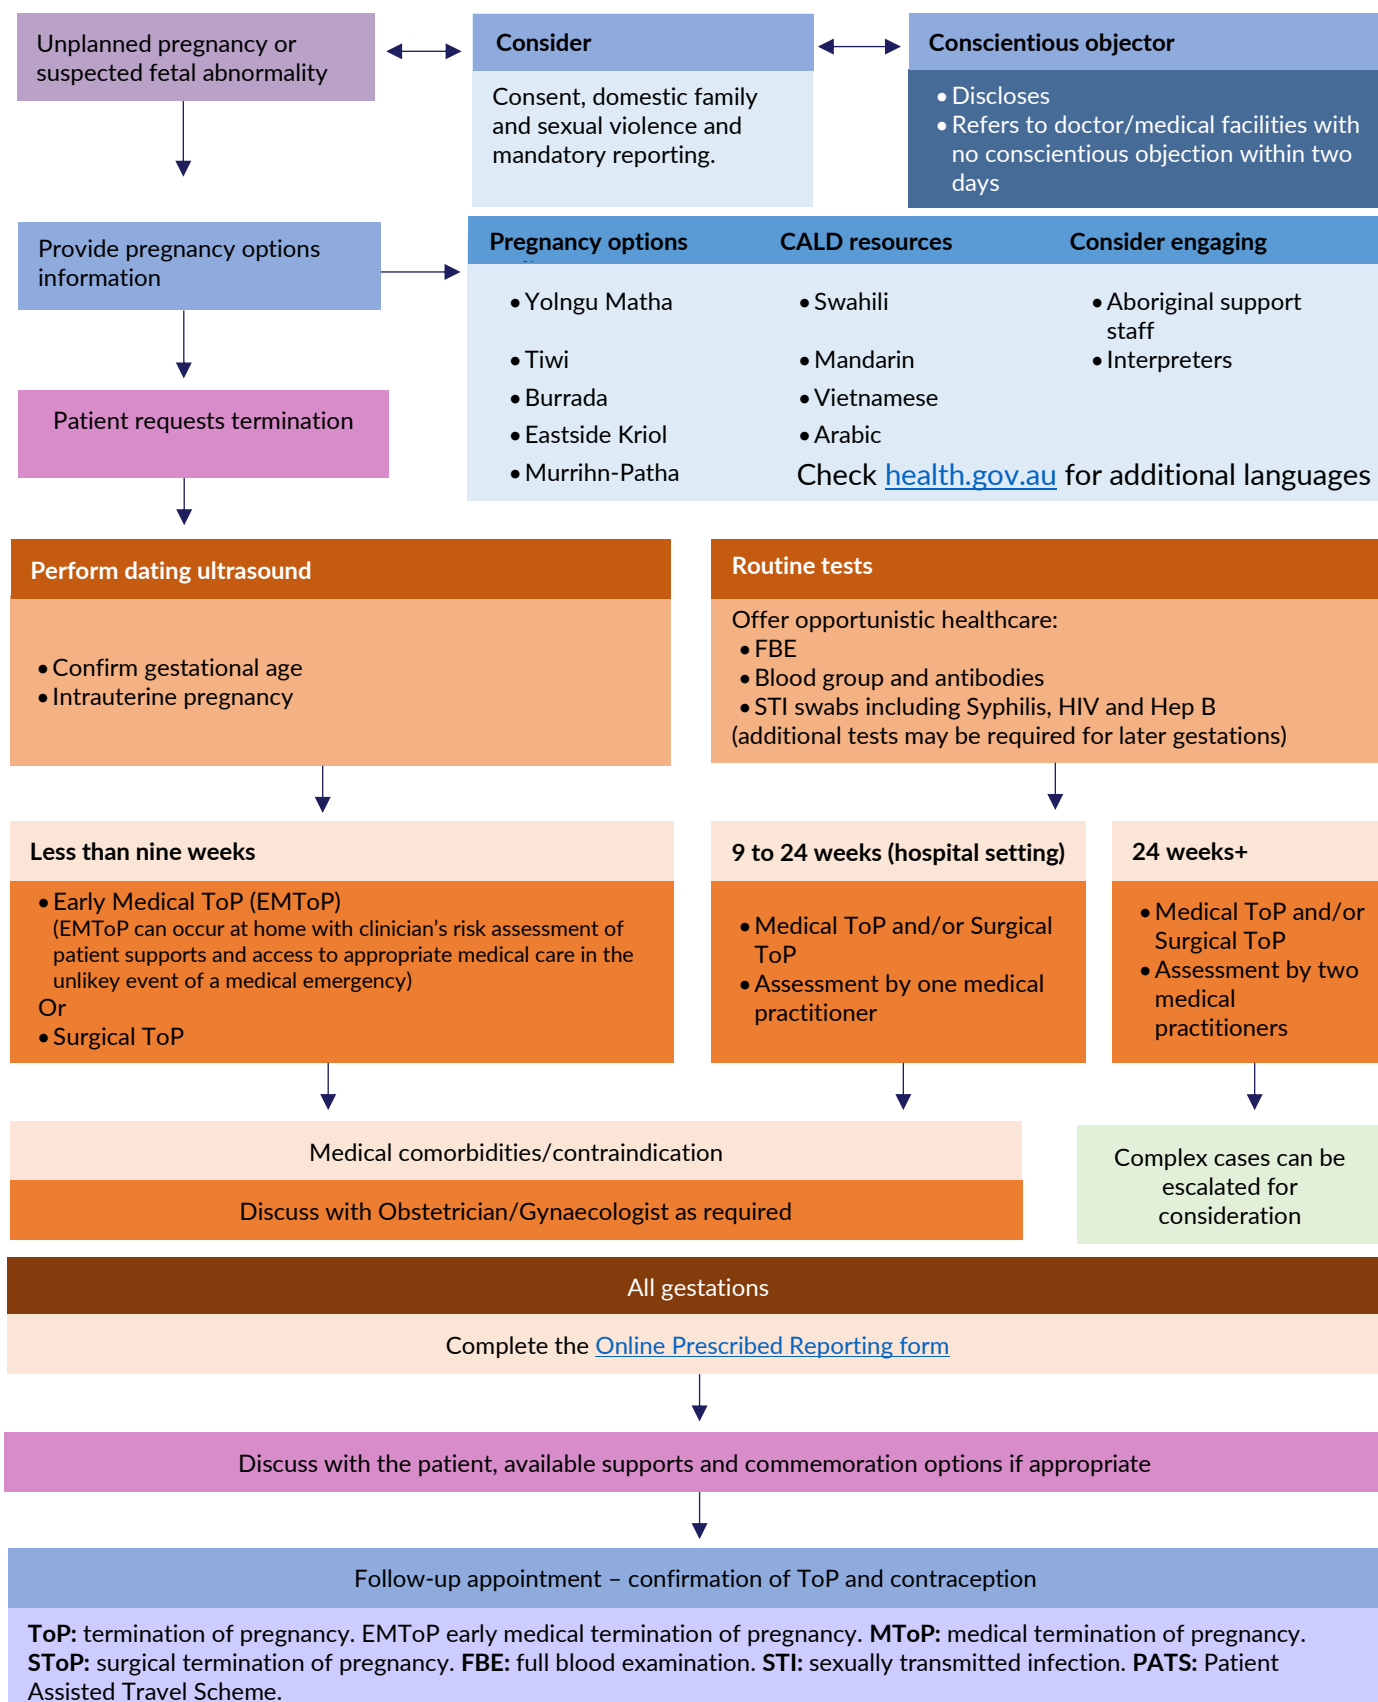 Unplanned pregnancy or
suspected fetal abnormality
Consider
Consent, domestic family
and sexual violence and
mandatory reporting.
Conscientious objector
• Discloses
• Refers to doctor/medical facilities with
no conscientious objection within two
days
Provide pregnancy options
information
Pregnancy options
• Yolngu Matha
• Tiwi
• Burrada
• Eastside Kriol
• Murrihn-Patha
CALD resources
• Swahili
• Mandarin
• Vietnamese
• Arabic
Consider engaging
• Aboriginal support
staff
• Interpreters
Check health.gov.au for additional languages
Patient requests termination
Perform dating ultrasound
• Confirm gestational age
• Intrauterine pregnancy
Routine tests
Offer opportunistic healthcare:
• FBE
• Blood group and antibodies
• STI swabs including Syphilis, HIV and Hep B
(additional tests may be required for later gestations)
Less than nine weeks
• Early Medical ToP (EMToP)
(EMToP can occur at home with clinician’s risk assessment of
patient supports and access to appropriate medical care in the
unlikey event of a medical emergency)
Or
• Surgical ToP
9 to 24 weeks (hospital setting)
• Medical ToP and/or Surgical
ToP
• Assessment by one medical
practitioner
24 weeks+
• Medical ToP and/or
Surgical ToP
• Assessment by two
medical
practitioners
Medical comorbidities/contraindication
Discuss with Obstetrician/Gynaecologist as required
Complex cases can be
escalated for
consideration
All gestations
Complete the Online Prescribed Reporting form
Discuss with the patient, available supports and commemoration options if appropriate
Follow-up appointment – confirmation of ToP and contraception
ToP: termination of pregnancy. EMToP early medical termination of pregnancy. MToP: medical termination of pregnancy.
SToP: surgical termination of pregnancy. FBE: full blood examination. STI: sexually transmitted infection. PATS: Patient
Assisted Travel Scheme.